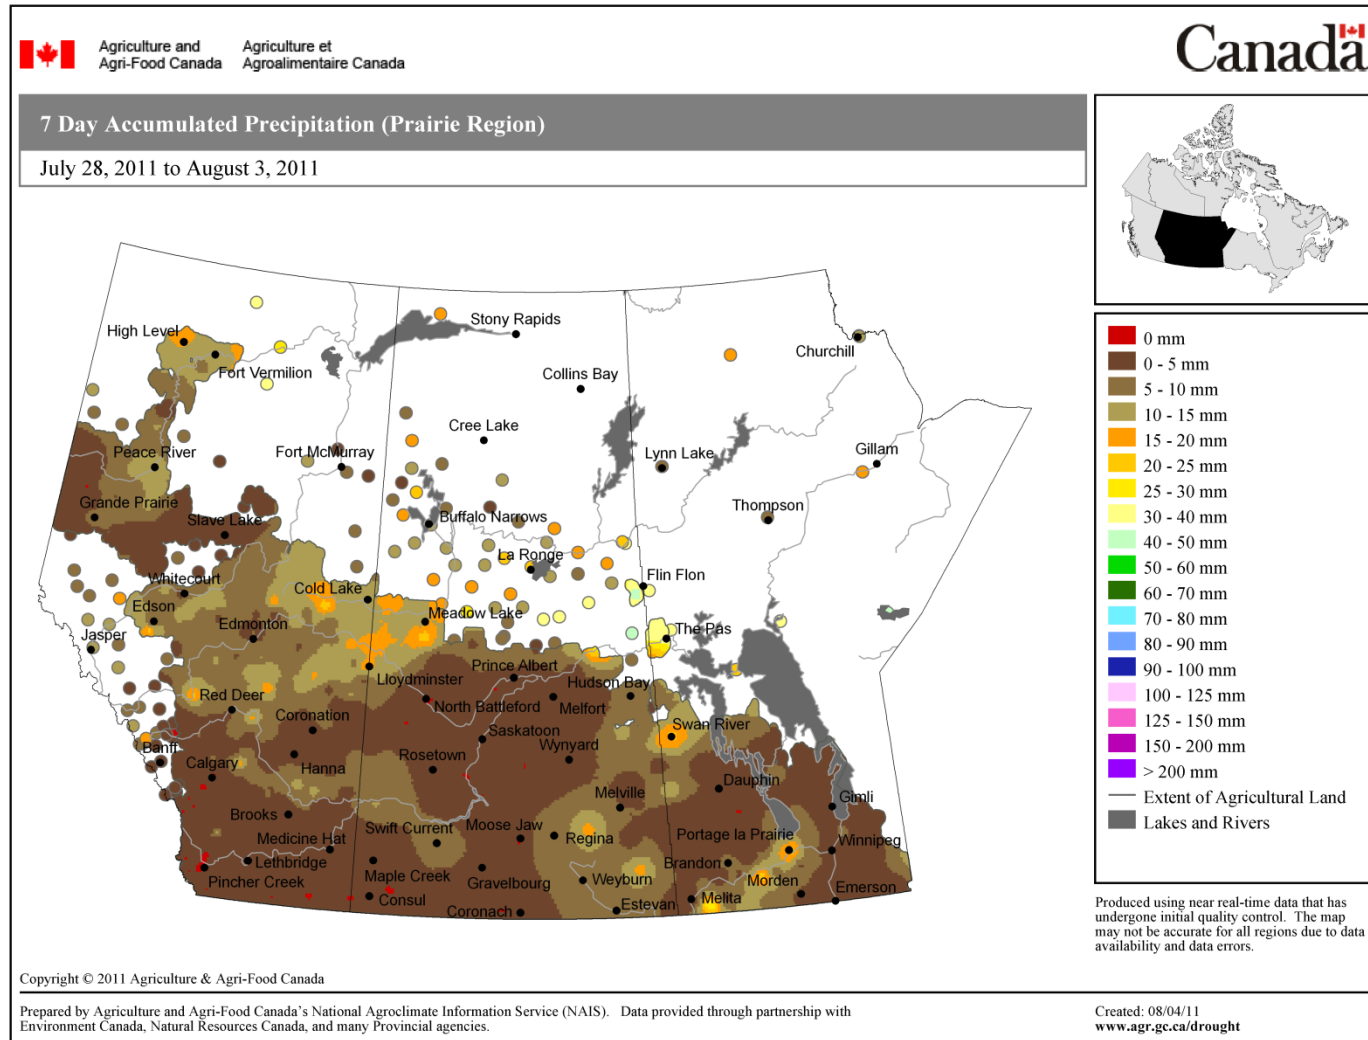 Agriculture and
Agri-Food Canada
Agriculture et
Agroalimentaire Canada
Canada
7 Day Accumulated Precipitation (Prairie Region)
July 28, 2011 to August 3, 2011
High Level
Fort Vermilion
Stony Rapids
Churchill
Collins Bay
Cree Lake
Peace River
Fort McMurray
Lynn Lake
Gillam
Grande Prairie
Slave Lake
Buffalo Narrows
Thompson
La Ronge
Whitecourt
Cold Lake
Flin Flon
Edson
Meadow Lake
Edmonton
The Pas
Jasper
Prince Albert
Lloydminster
Hudson Bay
Red Deer
North Battleford
Melfort
Coronation
Saskatoon
Swan River
Banff
Hanna
Rosetown
Wynyard
Calgary
Dauphin
Melville
Gimli
Brooks
Swift Current
Moose Jaw
Medicine Hat
Regina
Portage la Prairie
Winnipeg
Lethbridge
Brandon
Pincher Creek
Maple Creek
Gravelbourg
Weyburn
Morden
Consul
Melita
Emerson
Coronach
Estevan
0 mm
0 - 5 mm
5 - 10 mm
10 - 15 mm
15 - 20 mm
20 - 25 mm
25 - 30 mm
30 - 40 mm
40 - 50 mm
50 - 60 mm
60 - 70 mm
70 - 80 mm
80 - 90 mm
90 - 100 mm
100 - 125 mm
125 - 150 mm
150 - 200 mm
> 200 mm
Extent of Agricultural Land
Lakes and Rivers
Produced using near real-time data that has
undergone initial quality control. The map
may not be accurate for all regions due to data
availability and data errors.
Copyright © 2011 Agriculture & Agri-Food Canada
Prepared by Agriculture and Agri-Food Canada's National Agroclimate Information Service (NAIS). Data provided through partnership with
Environment Canada, Natural Resources Canada, and many Provincial agencies.
Created: 08/04/11
www.agr.gc.ca/drought